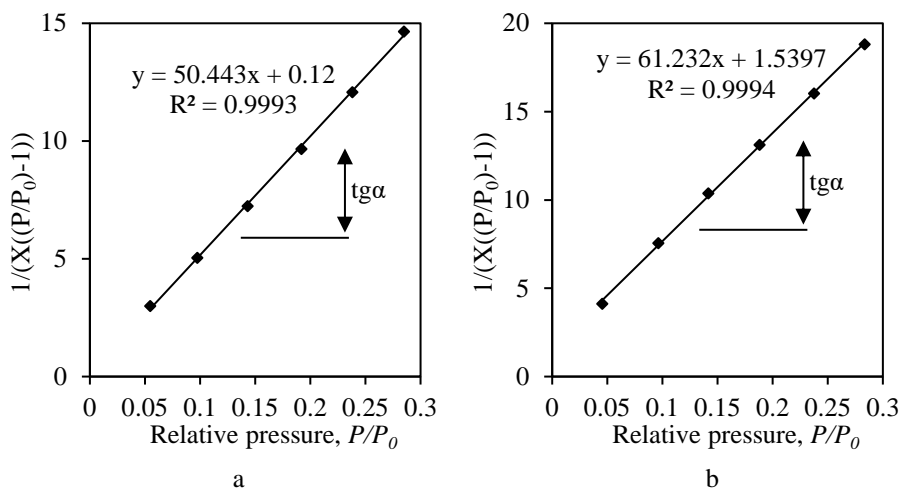 15
10
5
0
1/(X((P/P₀)-1))
y = 50.443x + 0.12
R² = 0.9993
tgα
0 0.05 0.1 0.15 0.2 0.25 0.3
Relative pressure, P/P₀
a
20
15
10
5
0
1/(X((P/P₀)-1))
y = 61.232x + 1.5397
R² = 0.9994
tgα
0 0.05 0.1 0.15 0.2 0.25 0.3
Relative pressure, P/P₀
b